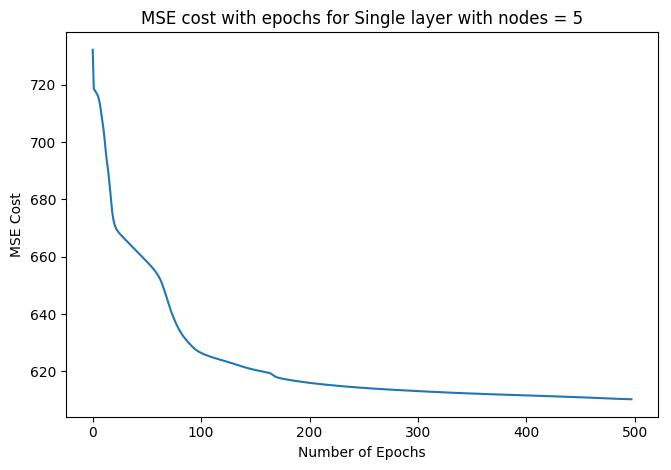 MSE cost with epochs for Single layer with nodes = 5
720
700
680
660
640
620
MSE Cost
0 100 200 300 400 500
Number of Epochs